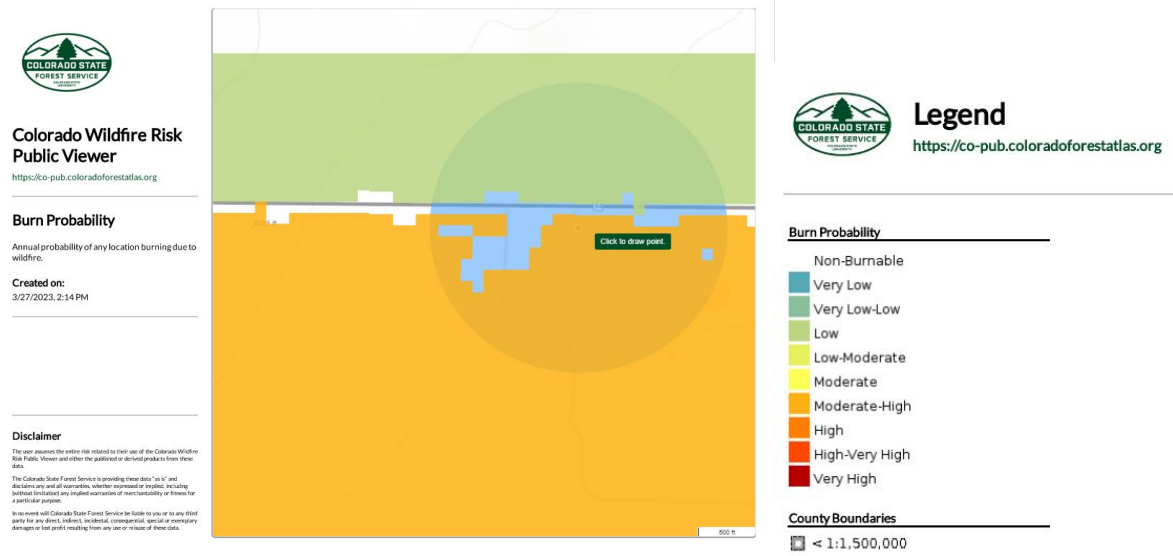 COLORADO STATE
FOREST SERVICE
UNIVERSITY
Colorado Wildfire Risk
Public Viewer
https://co-pub.coloradoforestatlas.org
Burn Probability
Annual probability of any location burning due to
wildfire.
Created on:
3/27/2023, 2:14 PM
Disclaimer
The user assumes the entire risk related to their use of the Colorado Wildfire
Risk Public Viewer and either the published or derived products from these
data.
The Colorado State Forest Service is providing these data "as is" and
disclaims any and all warranties, whether expressed or implied, including
(without limitation) any implied warranties of merchantability or fitness for
a particular purpose.
In no event will Colorado State Forest Service be liable to you or to any third
party for any direct, indirect, incidental, consequential, special or exemplary
damages or lost profit resulting from any use or misuse of these data.
Click to draw point.
500 ft
COLORADO STATE
FOREST SERVICE
UNIVERSITY
Legend
https://co-pub.coloradoforestatlas.org
Burn Probability
Non-Burnable
Very Low
Very Low-Low
Low
Low-Moderate
Moderate
Moderate-High
High
High-Very High
Very High
County Boundaries
< 1:1,500,000